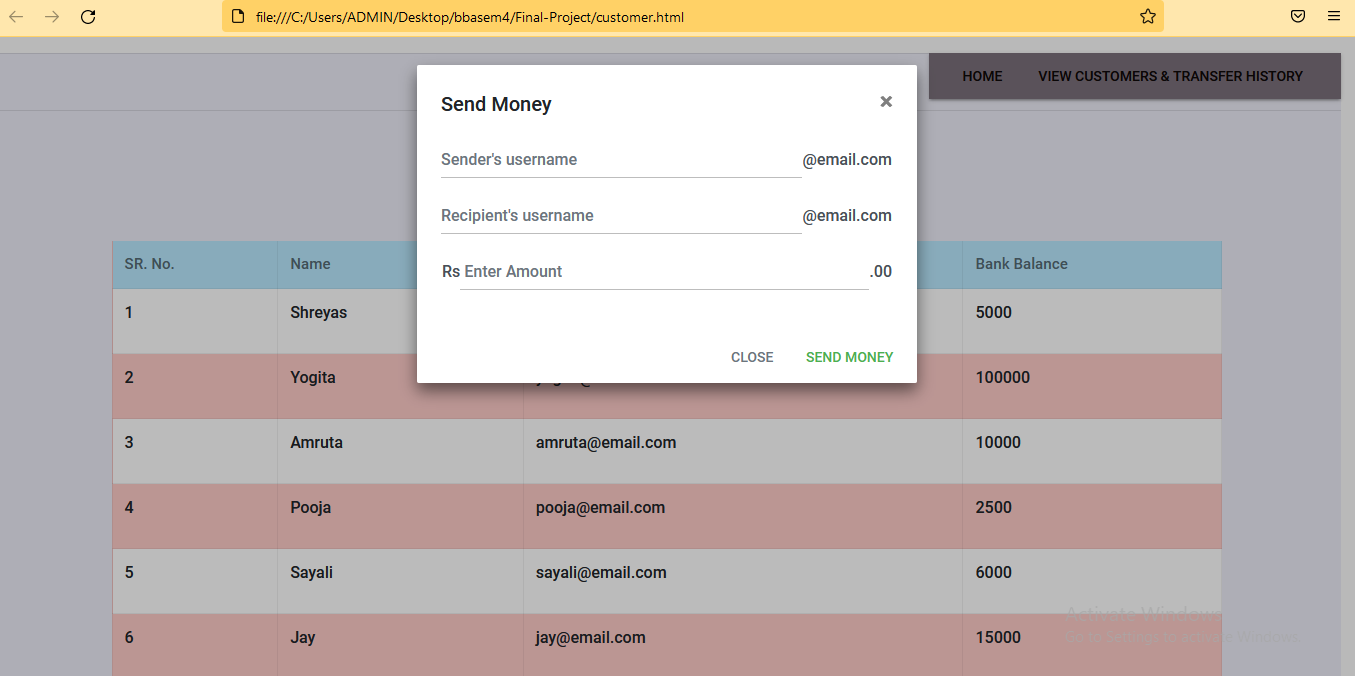 file:///C:/Users/ADMIN/Desktop/bbasem4/Final-Project/customer.html
HOME VIEW CUSTOMERS & TRANSFER HISTORY
Send Money ×
Sender's username @email.com
Recipient's username @email.com
Rs Enter Amount .00
CLOSE SEND MONEY
SR. No. Name Bank Balance
1 Shreyas 5000
2 Yogita 100000
3 Amruta amruta@email.com 10000
4 Pooja pooja@email.com 2500
5 Sayali sayali@email.com 6000
Activate Windows
6 Jay jay@email.com 15000
Go to Settings to activate Windows.